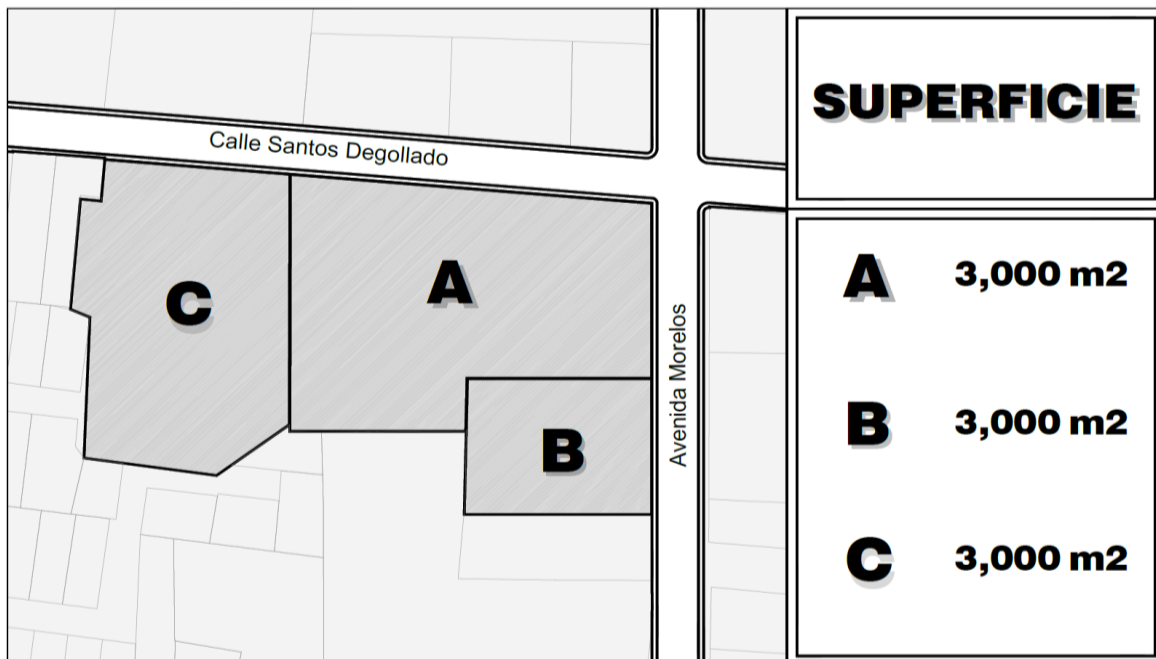 SUPERFICIE
Calle Santos Degollado
Avenida Morelos
C
A
B
A 3,000 m2
B 3,000 m2
C 3,000 m2